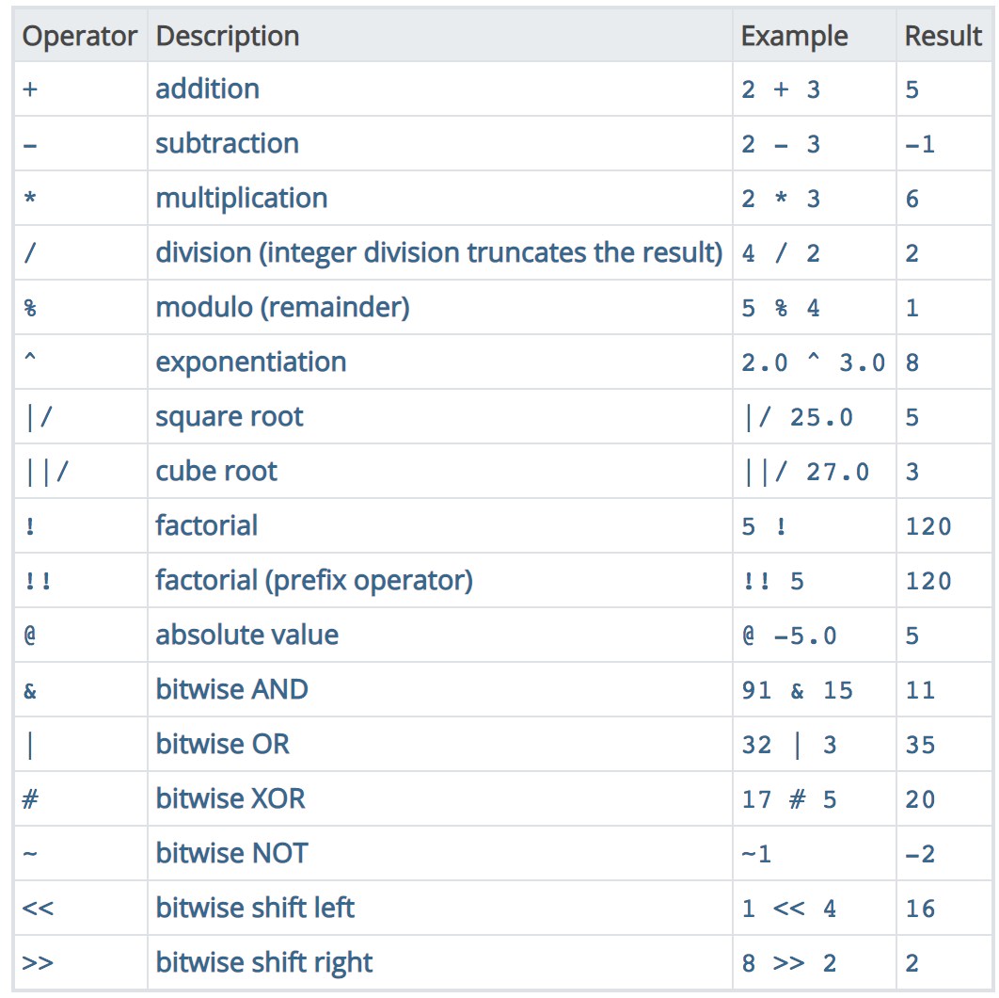 Operator Description Example Result
+ addition 2 + 3 5
- subtraction 2 - 3 -1
* multiplication 2 * 3 6
/ division (integer division truncates the result) 4 / 2 2
% modulo (remainder) 5 % 4 1
^ exponentiation 2.0 ^ 3.0 8
|/ square root |/ 25.0 5
||/ cube root ||/ 27.0 3
! factorial 5 ! 120
!! factorial (prefix operator) !! 5 120
@ absolute value @ -5.0 5
& bitwise AND 91 & 15 11
| bitwise OR 32 | 3 35
# bitwise XOR 17 # 5 20
~ bitwise NOT ~1 -2
<< bitwise shift left 1 << 4 16
>> bitwise shift right 8 >> 2 2